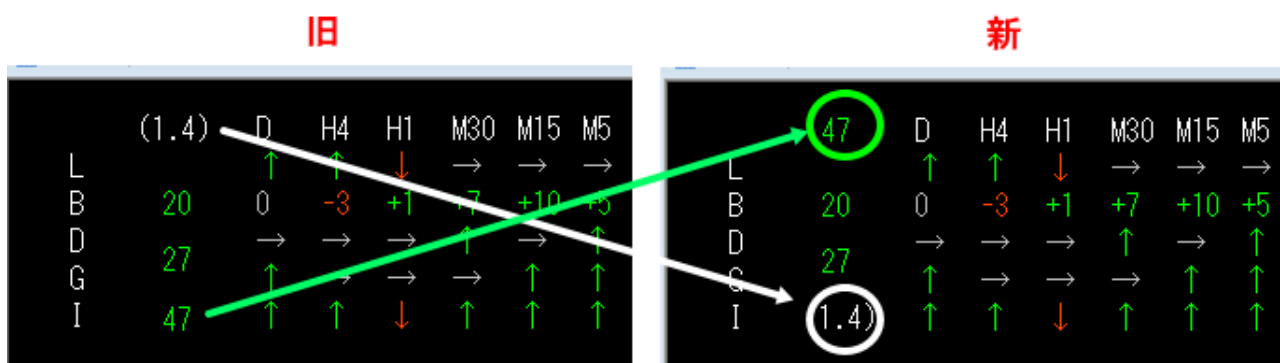 旧
(1.4) D H4 H1 M30 M15 M5
L ↑ ↑ ↓ → → →
B 20 0 -3 +1 +7 +10 +5
D → → → ↑ → ↑
27
G ↑ → → → ↑ ↑
I 47 ↑ ↑ ↓ ↑ ↑ ↑
新
47 D H4 H1 M30 M15 M5
L ↑ ↑ ↓ → → →
B 20 0 -3 +1 +7 +10 +5
D → → → ↑ → ↑
27
G ↑ → → → ↑ ↑
I (1.4) ↑ ↑ ↓ ↑ ↑ ↑